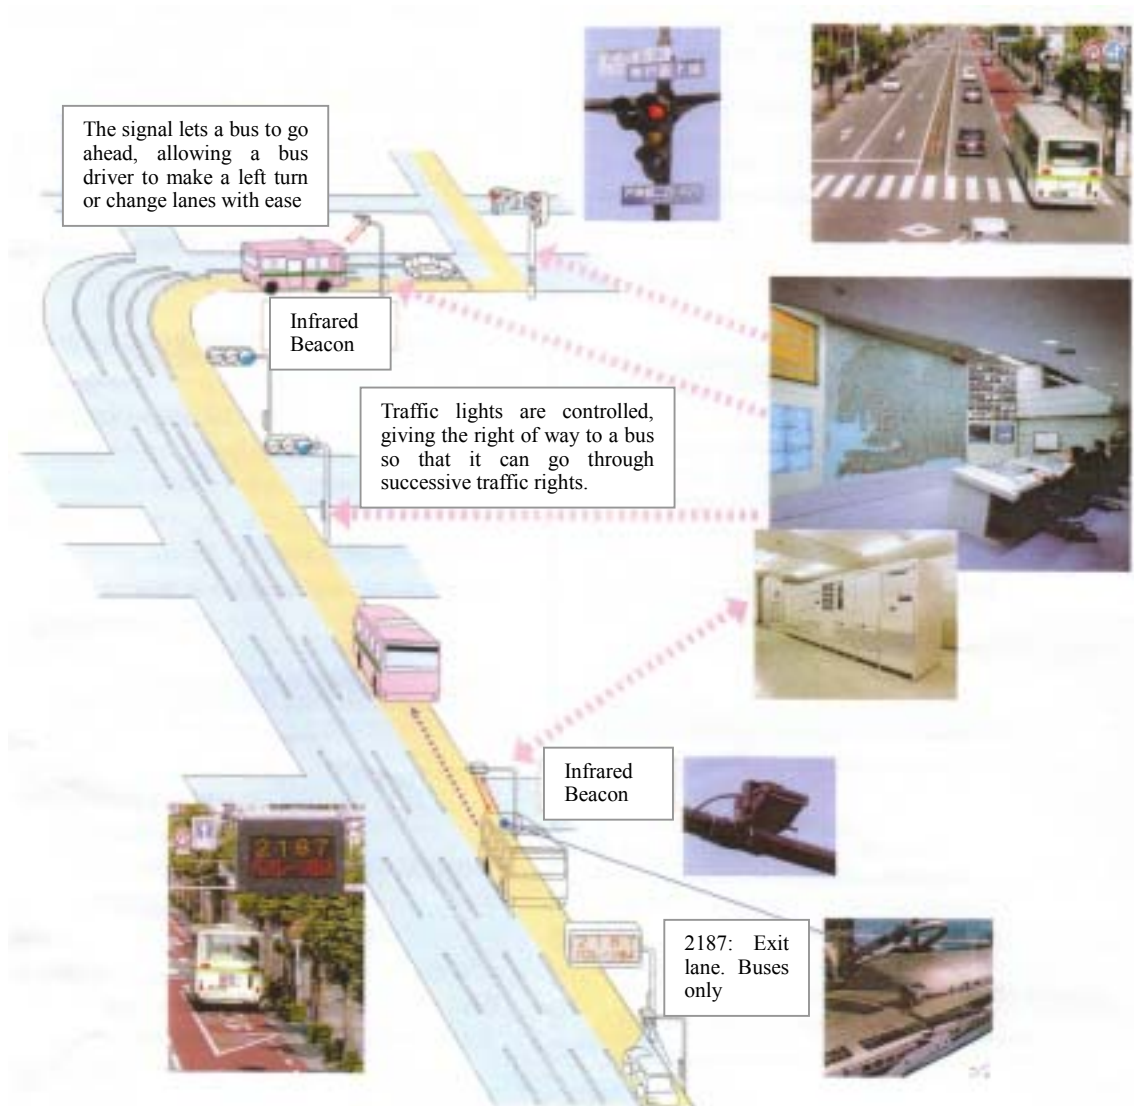 The signal lets a bus to go
ahead, allowing a bus
driver to make a left turn
or change lanes with ease
Infrared
Beacon
Traffic lights are controlled,
giving the right of way to a bus
so that it can go through
successive traffic rights.
Infrared
Beacon
2187
2187: Exit
lane. Buses
only